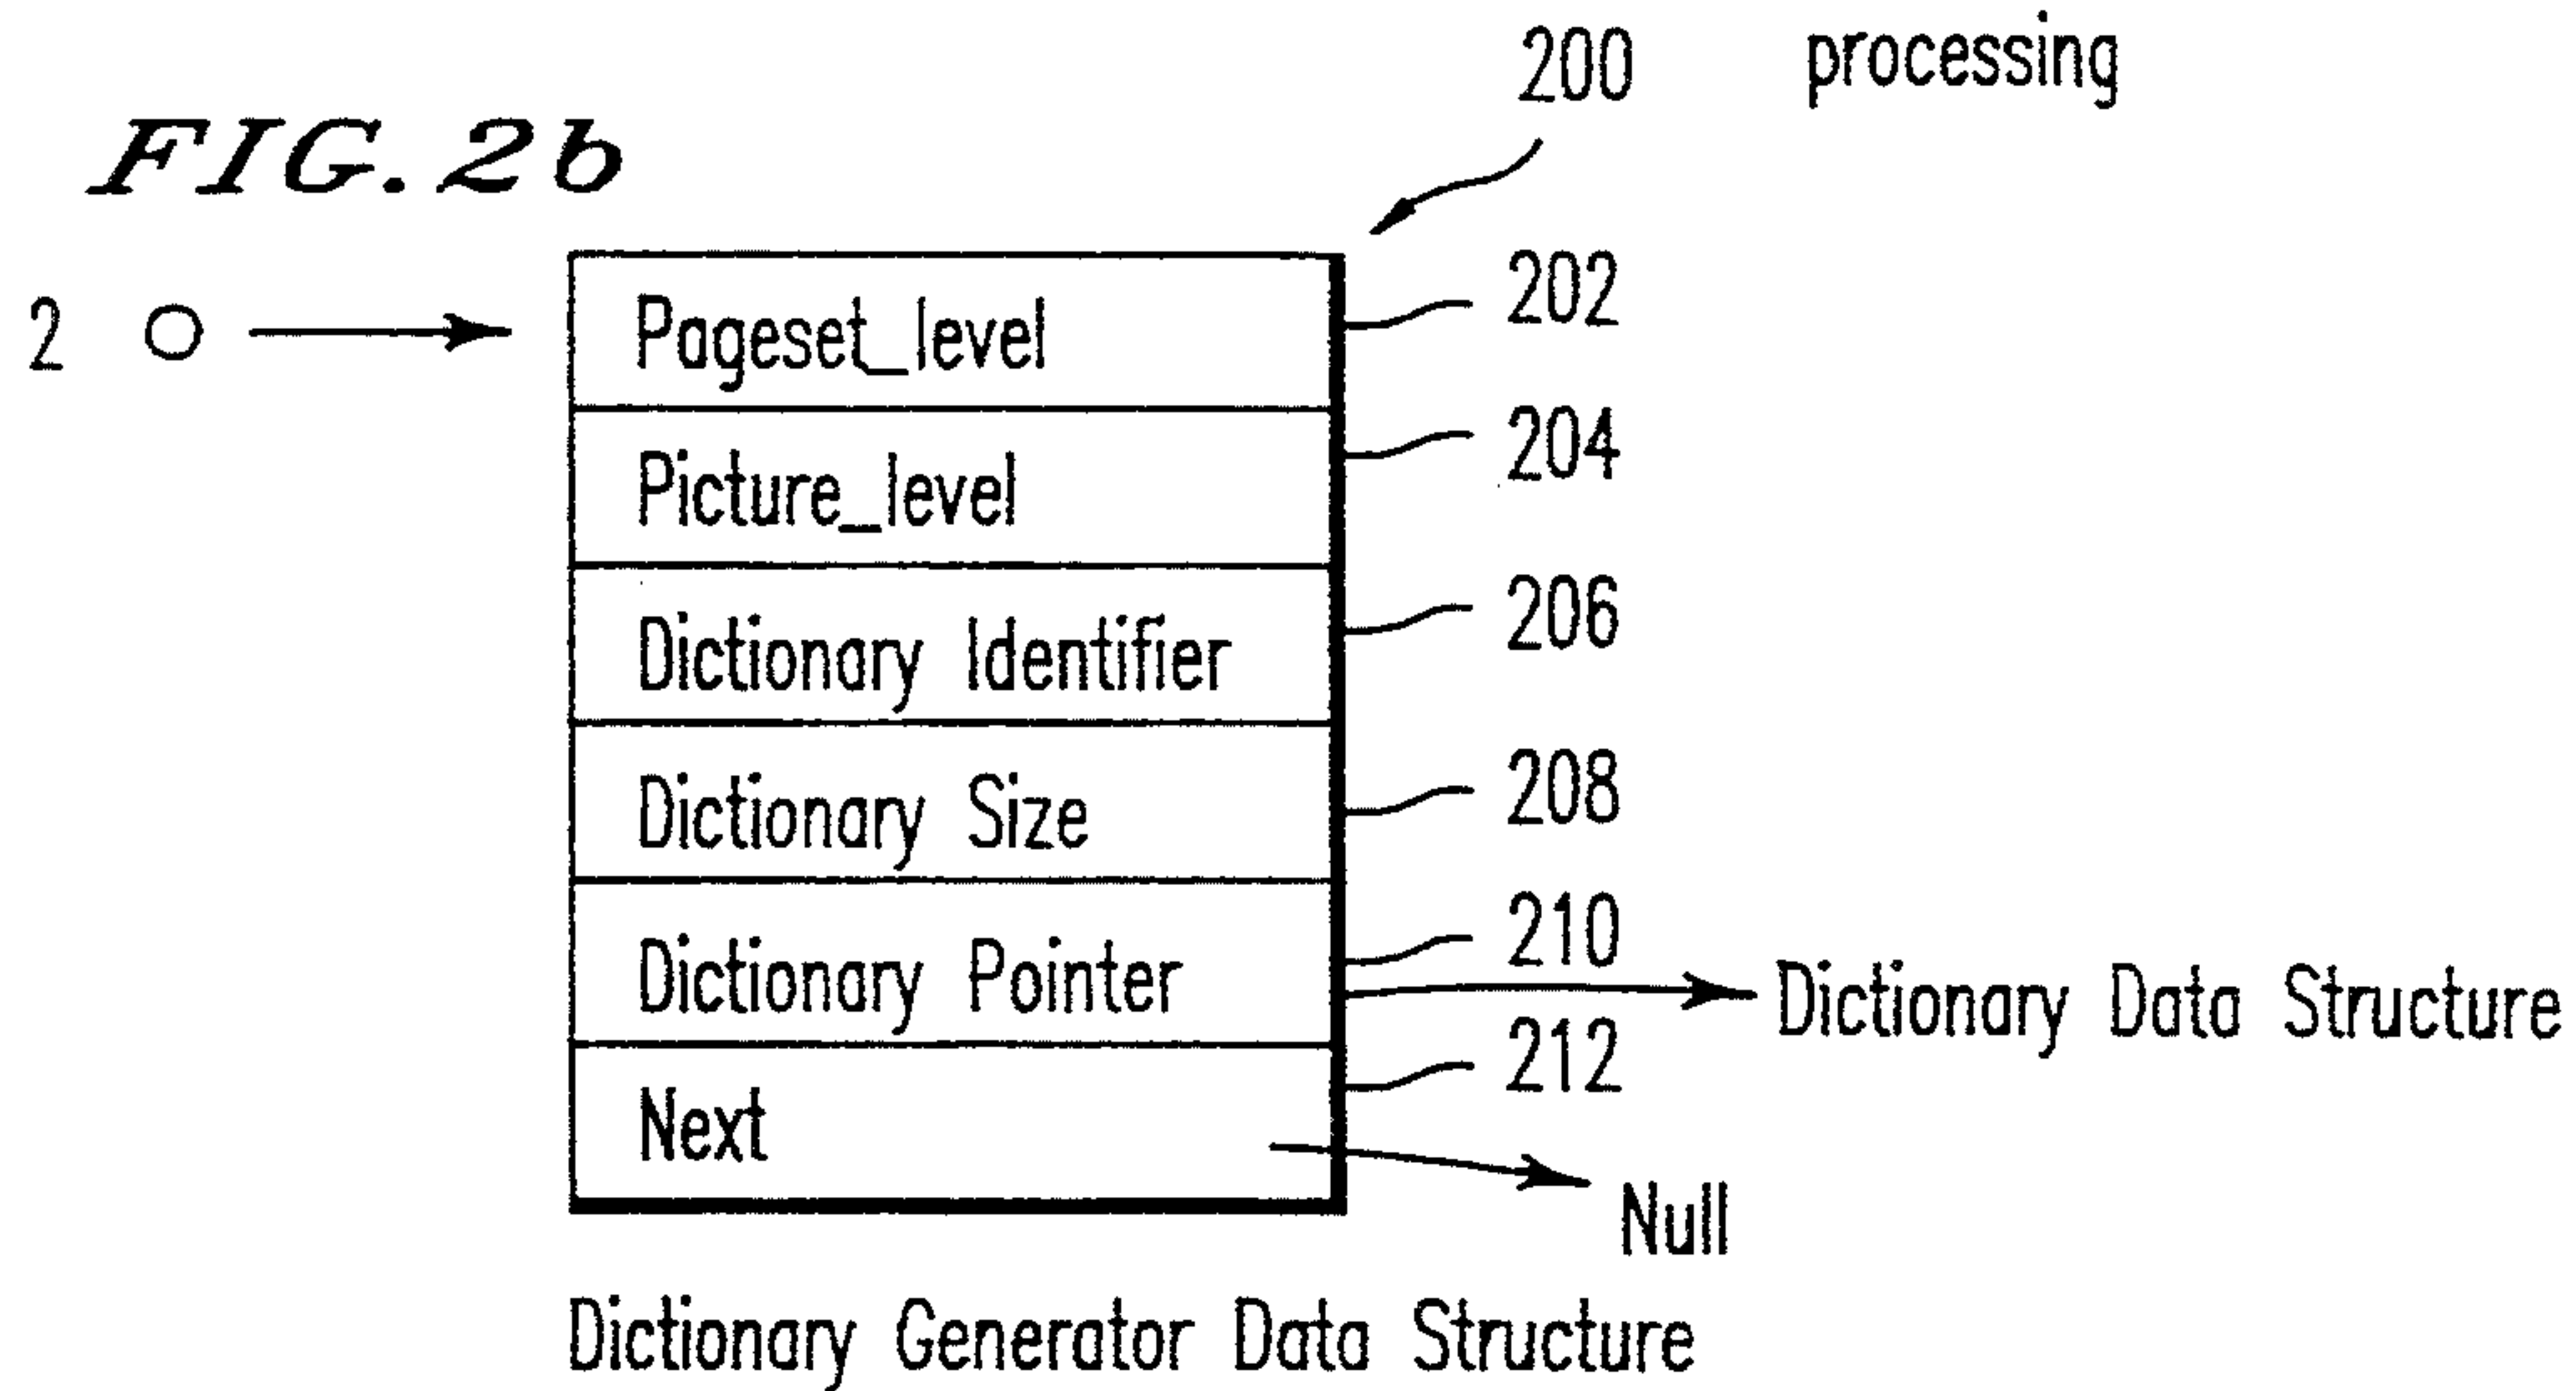 200 processing
FIG. 2b
2 Pageset_level 202
Picture_level 204
Dictionary Identifier 206
Dictionary Size 208
Dictionary Pointer 210
Dictionary Data Structure
Next 212
Null
Dictionary Generator Data Structure